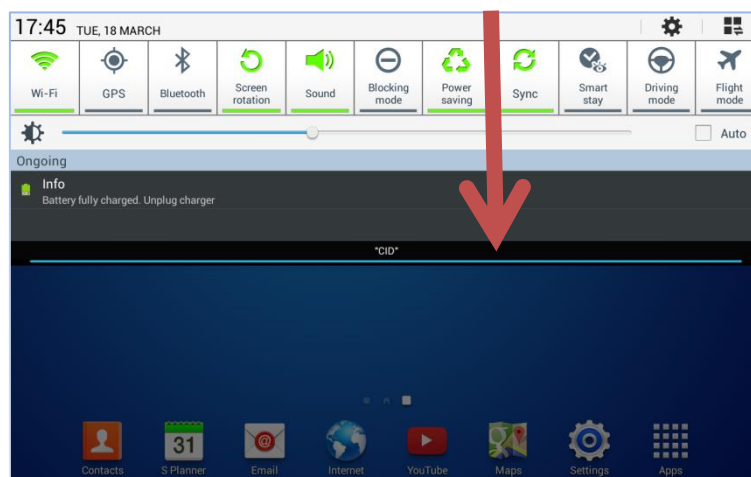 17:45 TUE, 18 MARCH
Wi-Fi GPS Bluetooth Screen rotation Sound Blocking mode Power saving Sync Smart stay Driving mode Flight mode
Auto
Ongoing
Info
Battery fully charged. Unplug charger
"CID"
31
@
Contacts S Planner Email Internet YouTube Maps Settings Apps